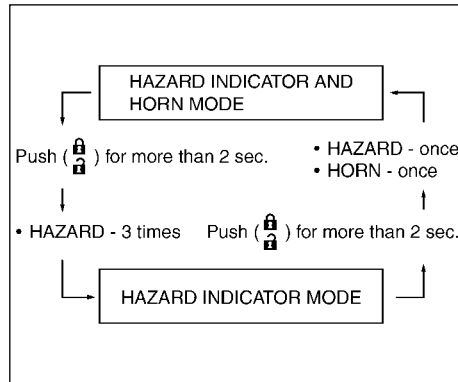 HAZARD INDICATOR AND
HORN MODE
Push ( ) for more than 2 sec.
• HAZARD - once
• HORN - once
• HAZARD - 3 times
Push ( ) for more than 2 sec.
HAZARD INDICATOR MODE